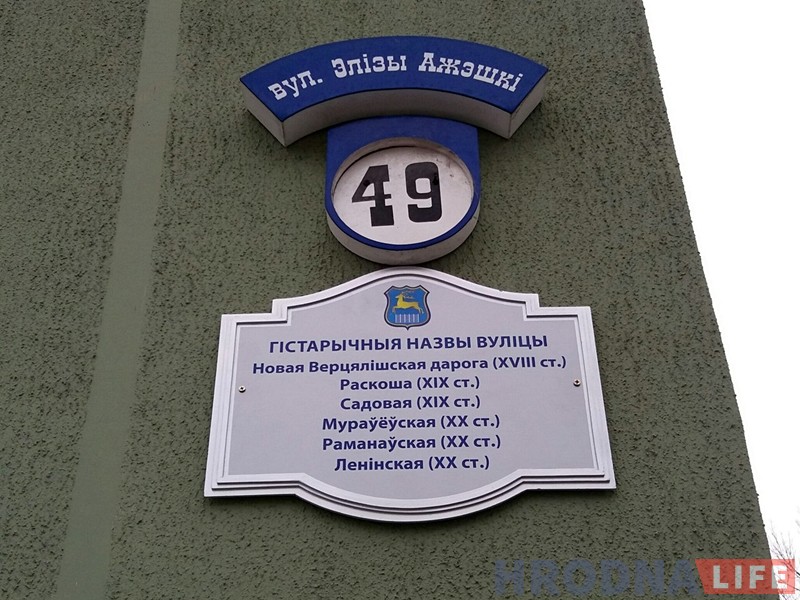 вул. Элізы Ажэшкі
49
ГІСТАРЫЧНЫЯ НАЗВЫ ВУЛІЦЫ
Новая Верцялішская дарога (XVIII ст.)
Раскоша (XIX ст.)
Садовая (XIX ст.)
Мураўёўская (XX ст.)
Раманаўская (XX ст.)
Ленінская (XX ст.)
HRODNA LIFE